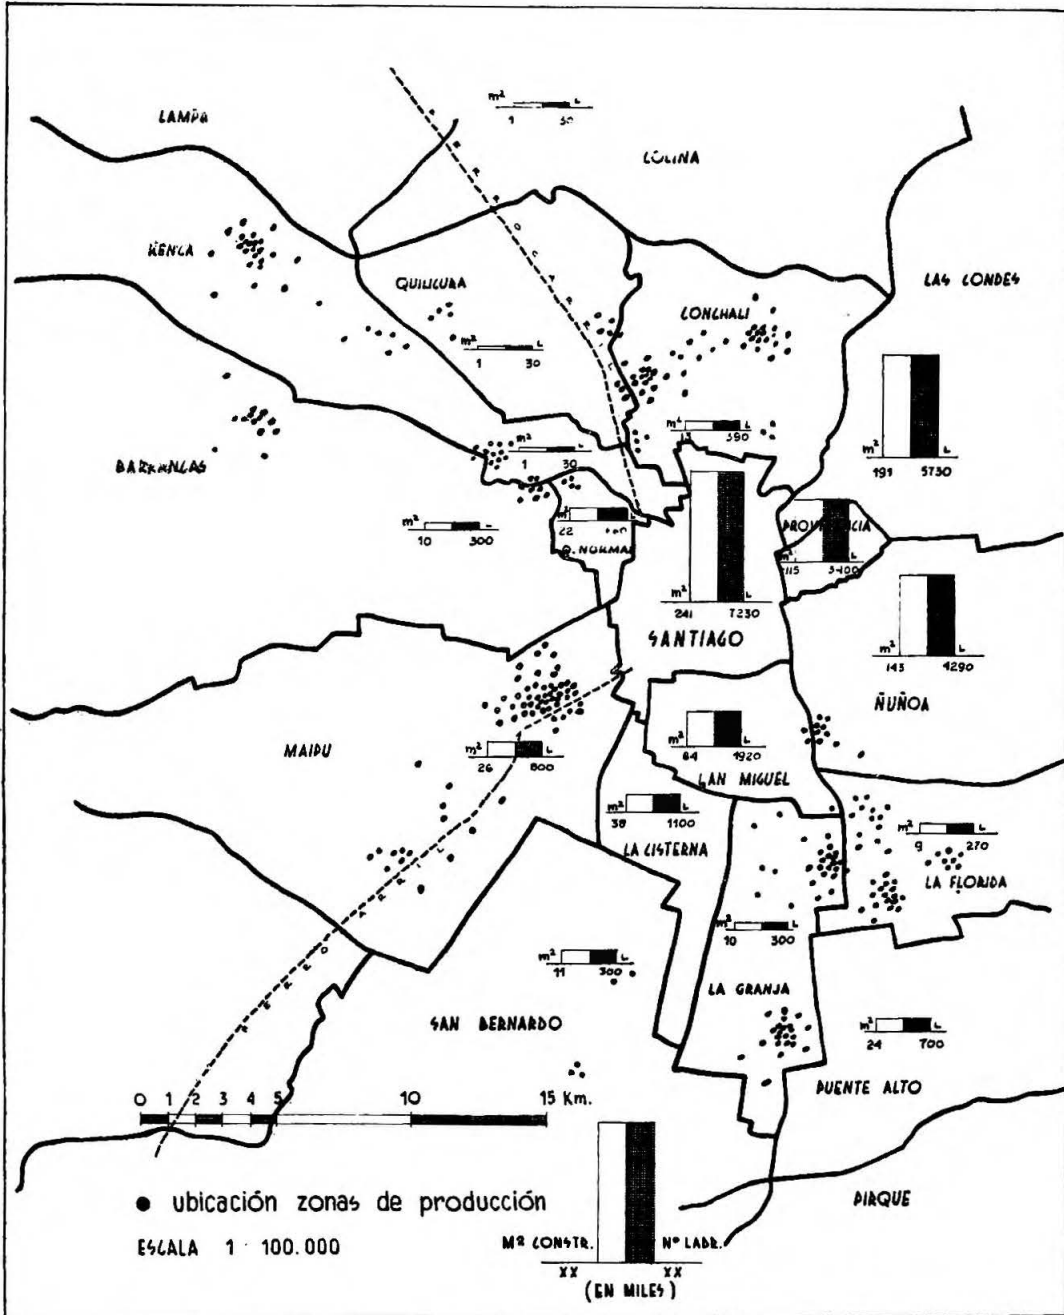 m² L
1 30
LAMPA
COLINA
RENCA
QUILICURA
LAS CONDES
CONCHALI
m² L
1 30
m² L
390
m² L
191 5730
BARRANCAS
m² L
1 30
m² L
10 300
m² L
22
Q. NORMAL
PROVIDENCIA
m² L
115 3400
m² L
241 7230
SANTIAGO
m² L
143 4290
ÑUÑOA
MAIPU
m² L
26 800
m² L
64 1920
SAN MIGUEL
m² L
38 1100
LA CISTERNA
m² L
9 270
LA FLORIDA
m² L
10 300
m² L
11 300
LA GRANJA
SAN BERNARDO
m² L
24 700
PUENTE ALTO
0 1 2 3 4 5 10 15 Km.
PIRQUE
● ubicación zonas de producción
ESCALA 1 100.000
M² CONSTR. Nº LADR.
XX XX
(EN MILES)